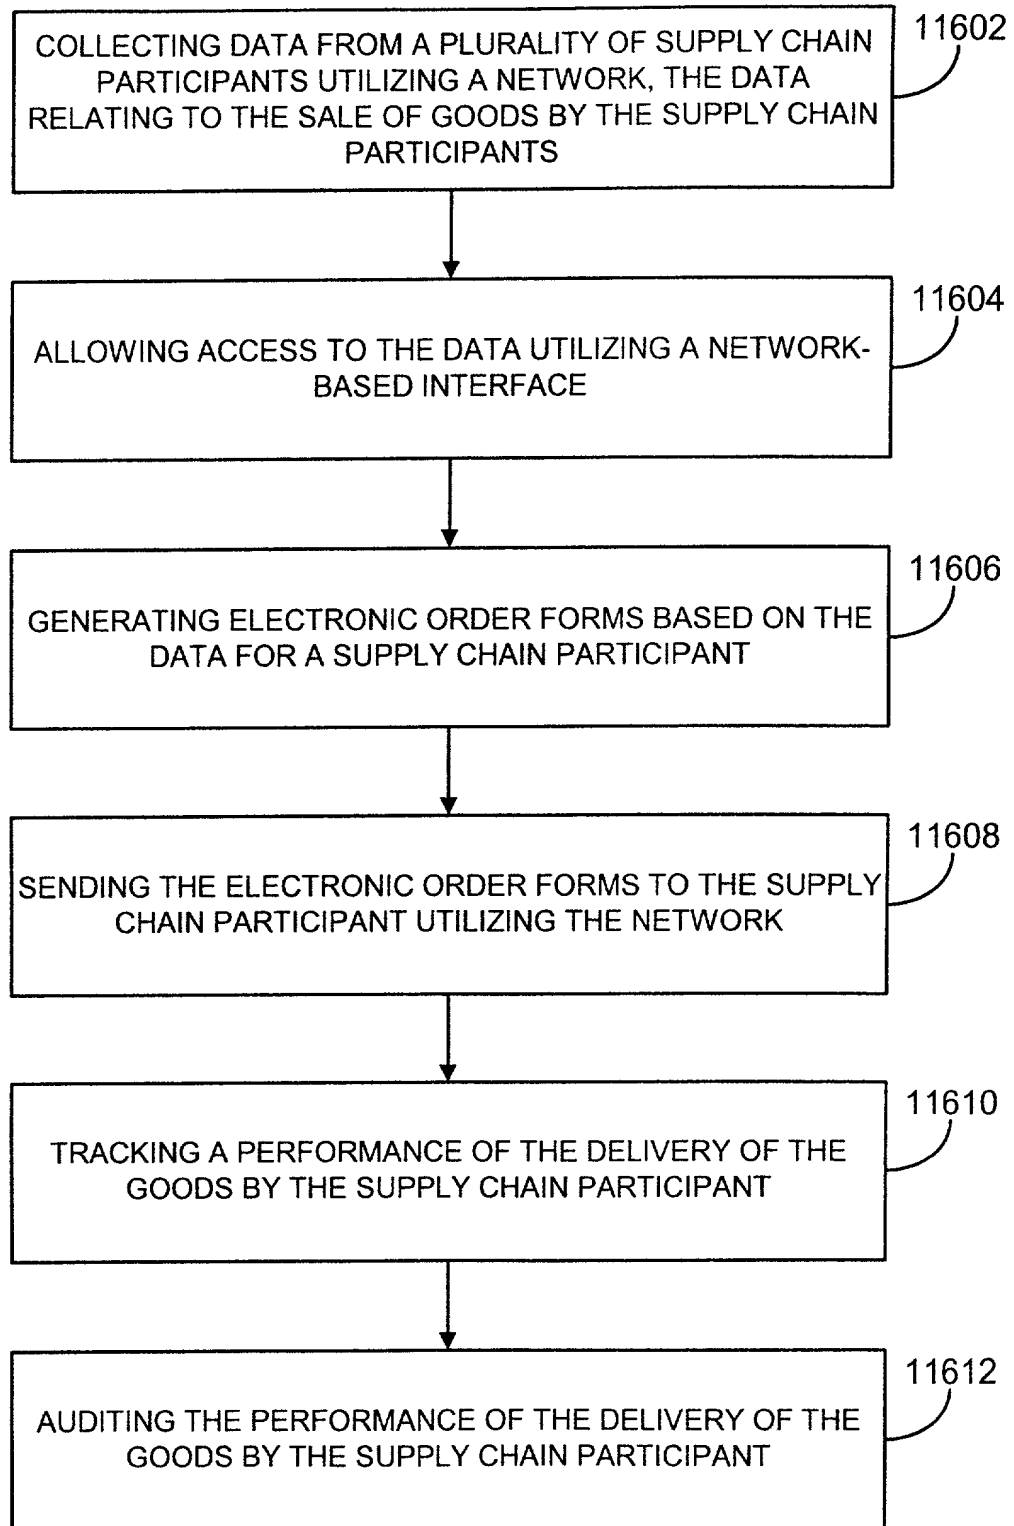 COLLECTING DATA FROM A PLURALITY OF SUPPLY CHAIN
PARTICIPANTS UTILIZING A NETWORK, THE DATA
RELATING TO THE SALE OF GOODS BY THE SUPPLY CHAIN
PARTICIPANTS
11602
ALLOWING ACCESS TO THE DATA UTILIZING A NETWORK-
BASED INTERFACE
11604
GENERATING ELECTRONIC ORDER FORMS BASED ON THE
DATA FOR A SUPPLY CHAIN PARTICIPANT
11606
SENDING THE ELECTRONIC ORDER FORMS TO THE SUPPLY
CHAIN PARTICIPANT UTILIZING THE NETWORK
11608
TRACKING A PERFORMANCE OF THE DELIVERY OF THE
GOODS BY THE SUPPLY CHAIN PARTICIPANT
11610
AUDITING THE PERFORMANCE OF THE DELIVERY OF THE
GOODS BY THE SUPPLY CHAIN PARTICIPANT
11612